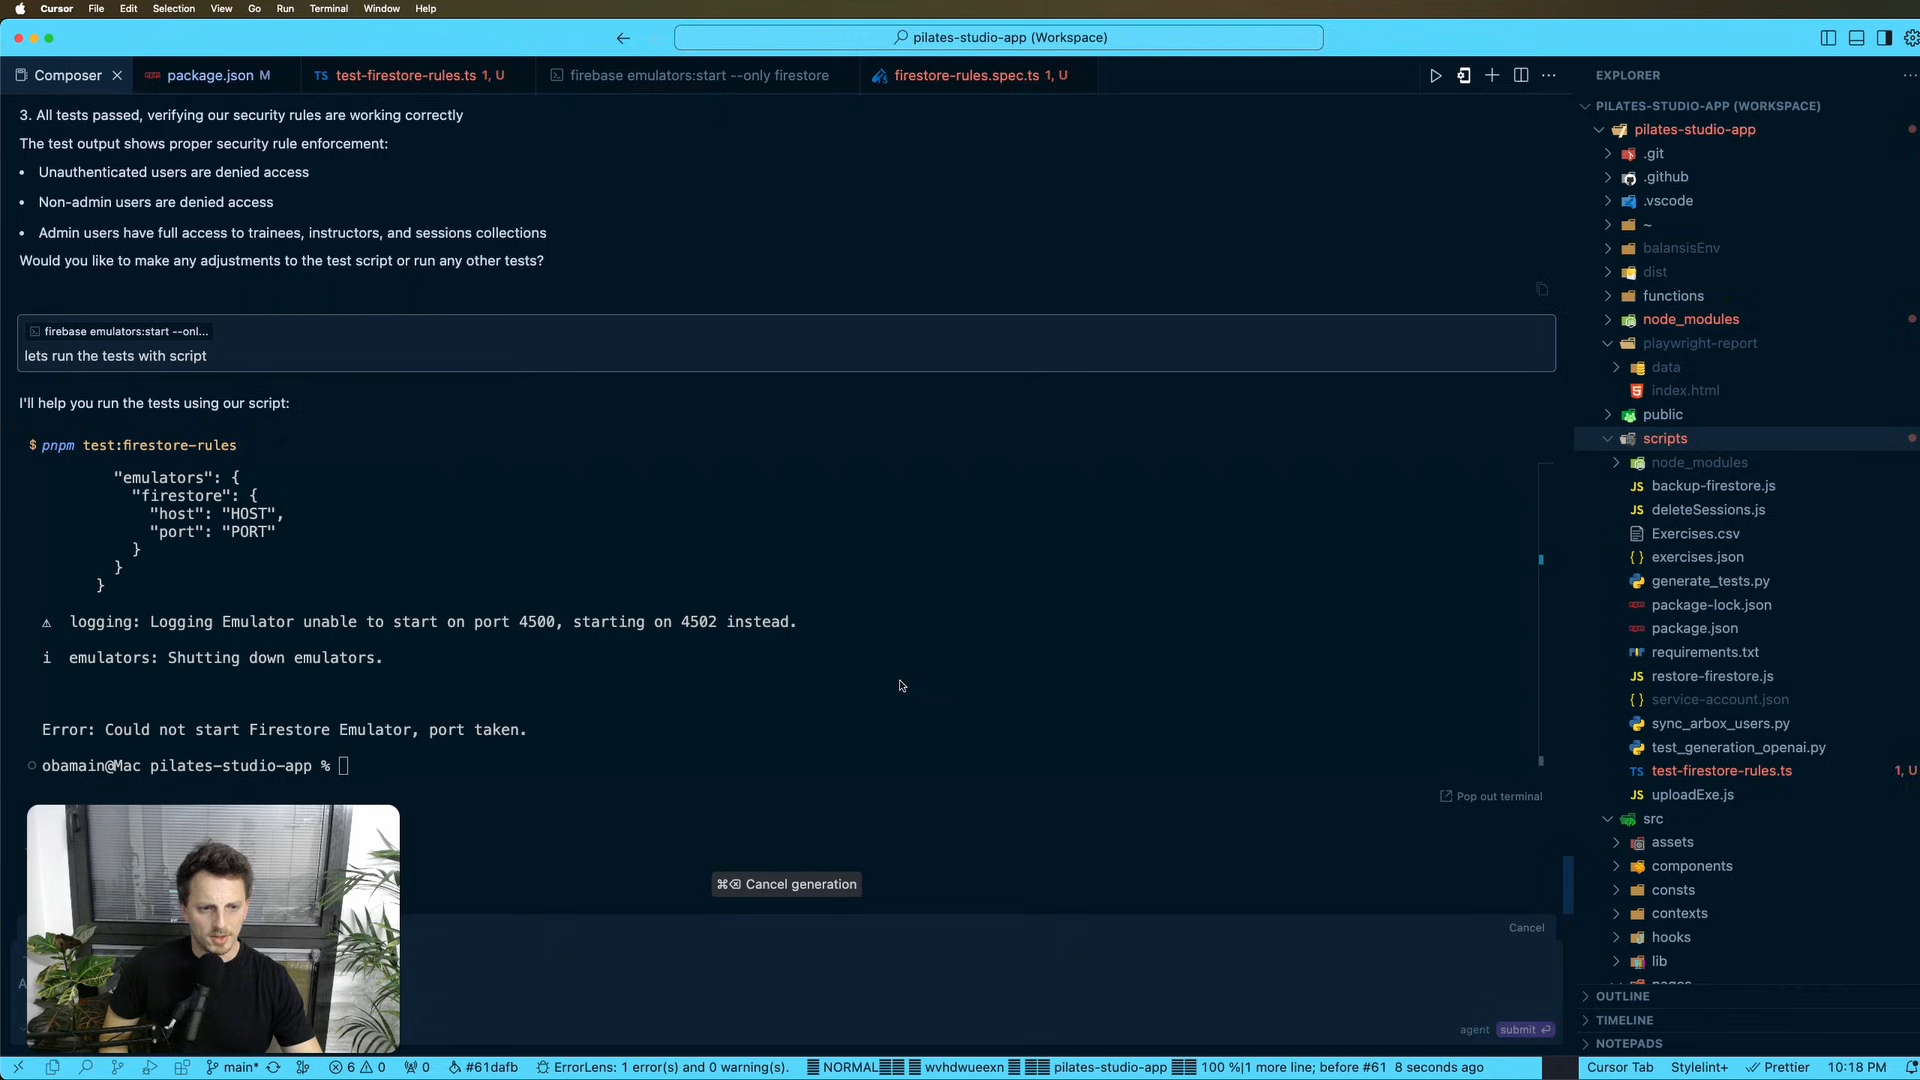 Cursor File Edit Selection View Go Run Terminal Window Help
pilates-studio-app (Workspace)
Composer package.json M test-firestore-rules.ts 1, U firebase emulators:start --only firestore firestore-rules.spec.ts 1, U
3. All tests passed, verifying our security rules are working correctly
The test output shows proper security rule enforcement:
• Unauthenticated users are denied access
• Non-admin users are denied access
• Admin users have full access to trainees, instructors, and sessions collections
Would you like to make any adjustments to the test script or run any other tests?
firebase emulators:start --onl...
lets run the tests with script
I'll help you run the tests using our script:
$ pnpm test:firestore-rules
"emulators": {
"firestore": {
"host": "HOST",
"port": "PORT"
}
}
}
⚠ logging: Logging Emulator unable to start on port 4500, starting on 4502 instead.
i emulators: Shutting down emulators.
Error: Could not start Firestore Emulator, port taken.
obamain@Mac pilates-studio-app %
Pop out terminal
⌘⌫ Cancel generation
Cancel
agent submit ⏎
EXPLORER
PILATES-STUDIO-APP (WORKSPACE)
pilates-studio-app
.git
.github
.vscode
~
balansisEnv
dist
functions
node_modules
playwright-report
data
index.html
public
scripts
node_modules
backup-firestore.js
deleteSessions.js
Exercises.csv
exercises.json
generate_tests.py
package-lock.json
package.json
requirements.txt
restore-firestore.js
service-account.json
sync_arbox_users.py
test_generation_openai.py
test-firestore-rules.ts 1, U
uploadExe.js
src
assets
components
consts
contexts
hooks
lib
OUTLINE
TIMELINE
NOTEPADS
main* 6 0 0 #61dafb ErrorLens: 1 error(s) and 0 warning(s). NORMAL wvhdwueexn pilates-studio-app 100 %|1 more line; before #61 8 seconds ago Cursor Tab Stylelint+ Prettier 10:18 PM